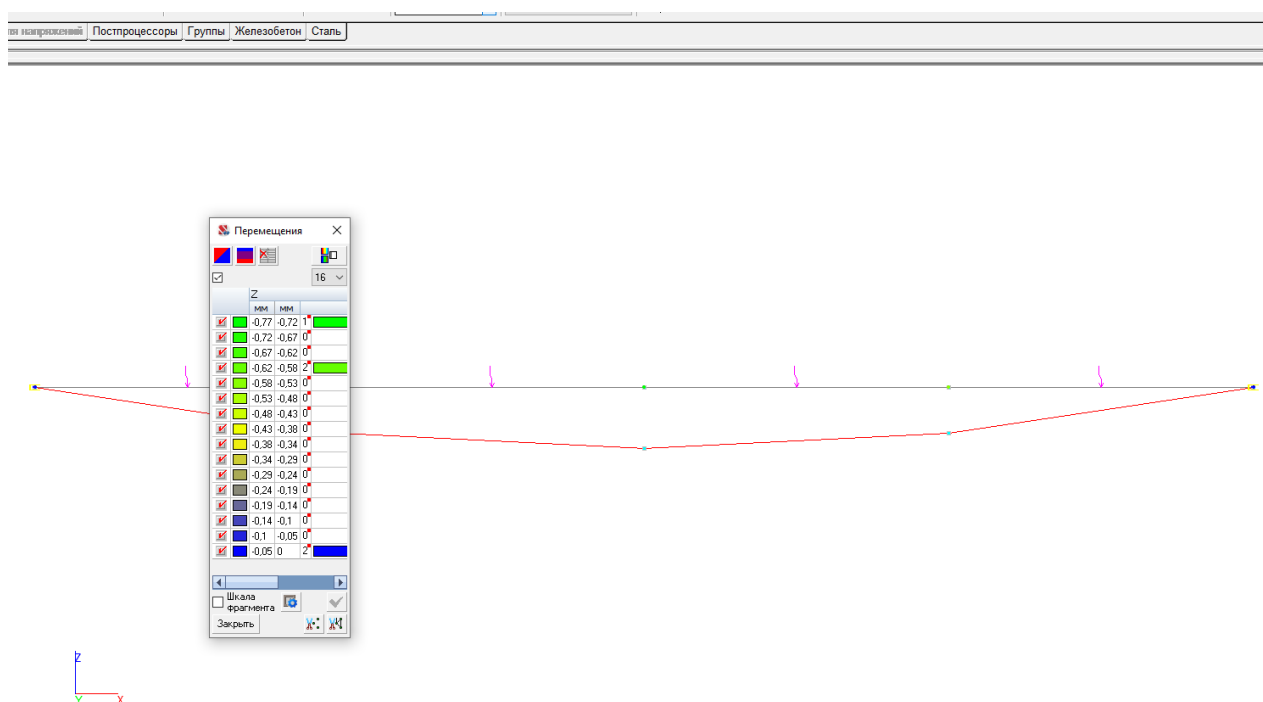 ля напряжений Постпроцессоры Группы Железобетон Сталь
Перемещения
16
Z
мм мм
-0,77 -0,72 1
-0,72 -0,67 0
-0,67 -0,62 0
-0,62 -0,58 2
-0,58 -0,53 0
-0,53 -0,48 0
-0,48 -0,43 0
-0,43 -0,38 0
-0,38 -0,34 0
-0,34 -0,29 0
-0,29 -0,24 0
-0,24 -0,19 0
-0,19 -0,14 0
-0,14 -0,1 0
-0,1 -0,05 0
-0,05 0 2
Шкала
фрагмента
Закрыть
Z
Y X